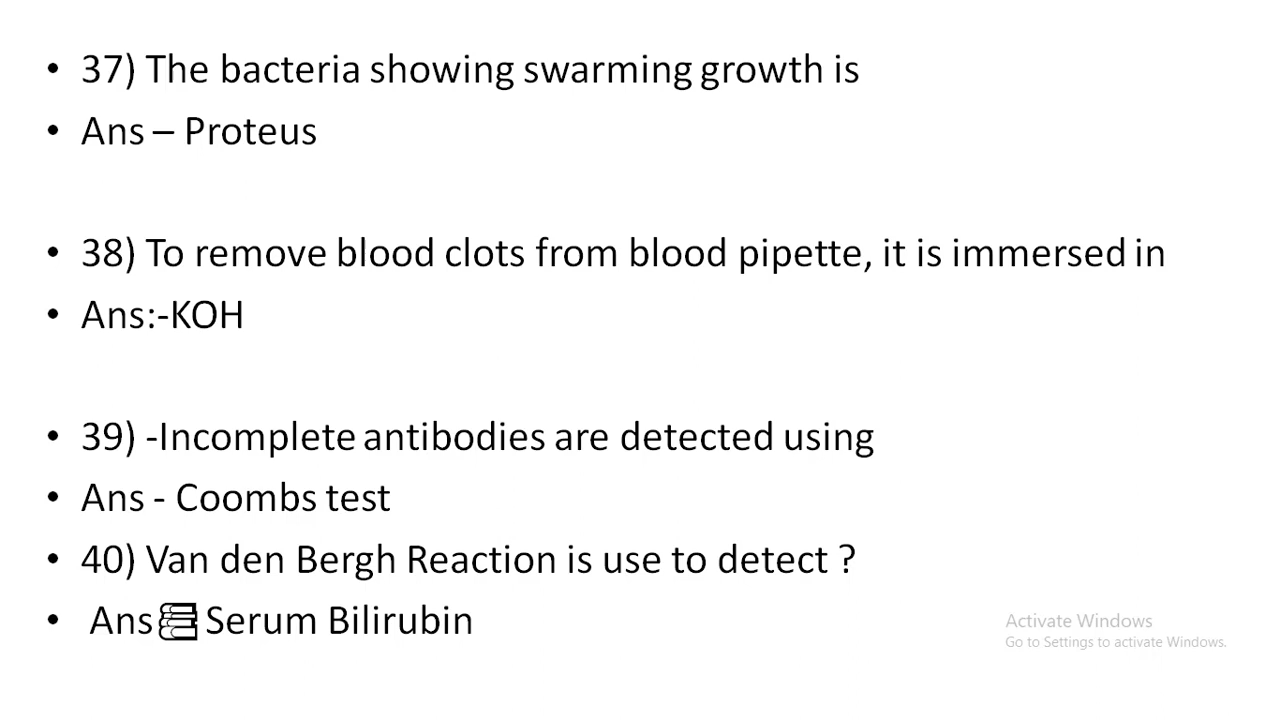 • 37) The bacteria showing swarming growth is
• Ans – Proteus
• 38) To remove blood clots from blood pipette, it is immersed in
• Ans:-KOH
• 39) -Incomplete antibodies are detected using
• Ans - Coombs test
• 40) Van den Bergh Reaction is use to detect ?
• Ans📚Serum Bilirubin
Activate Windows
Go to Settings to activate Windows.